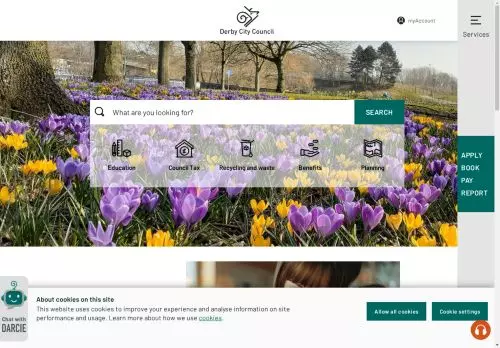 Derby City Council
myAccount
Services
What are you looking for?
SEARCH
Education
Council Tax
Recycling and waste
Benefits
Planning
APPLY
BOOK
PAY
REPORT
Chat with
DARCIE
About cookies on this site
This website uses cookies to improve your experience and analyse information on site
performance and usage. Learn more about how we use cookies.
Allow all cookies
Cookie settings